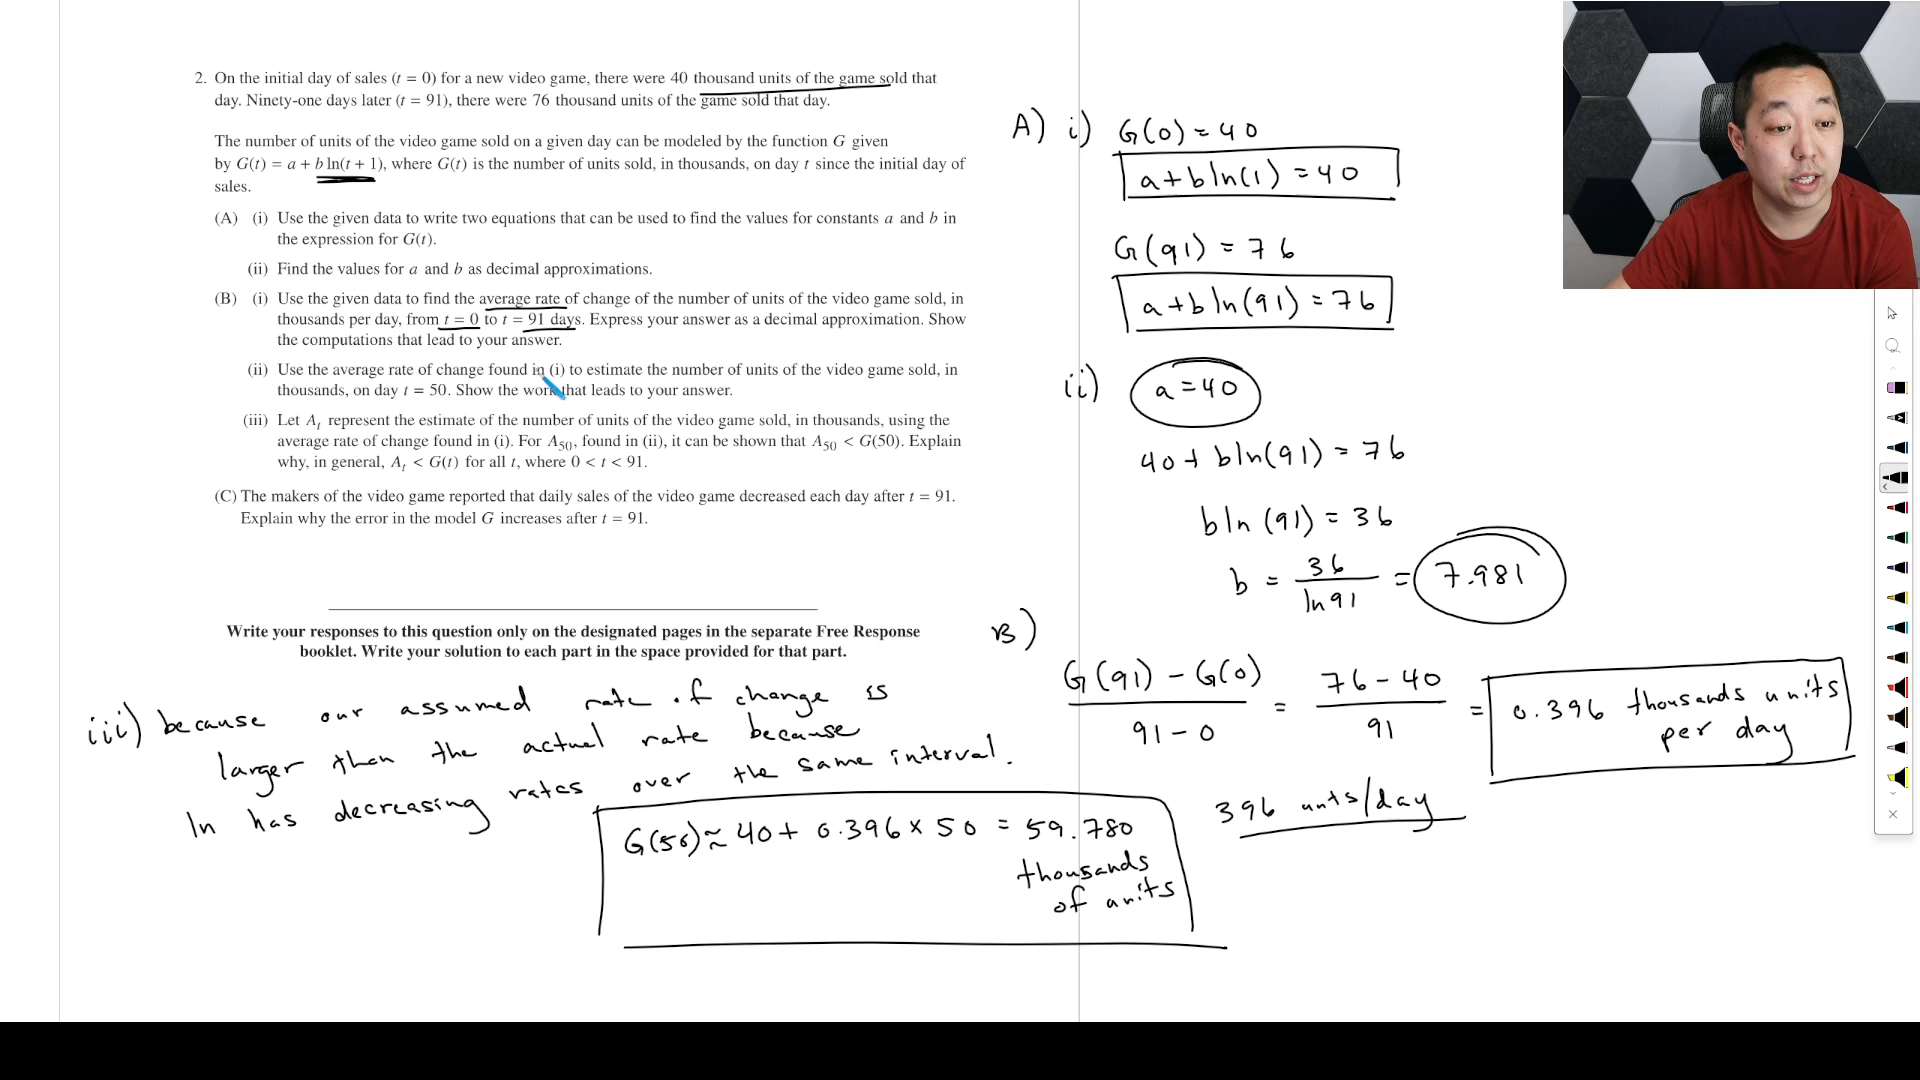 2. On the initial day of sales (t = 0) for a new video game, there were 40 thousand units of the game sold that
day. Ninety-one days later (t = 91), there were 76 thousand units of the game sold that day.
The number of units of the video game sold on a given day can be modeled by the function G given
by G(t) = a + b ln(t + 1), where G(t) is the number of units sold, in thousands, on day t since the initial day of
sales.
(A) (i) Use the given data to write two equations that can be used to find the values for constants a and b in
the expression for G(t).
(ii) Find the values for a and b as decimal approximations.
(B) (i) Use the given data to find the average rate of change of the number of units of the video game sold, in
thousands per day, from t = 0 to t = 91 days. Express your answer as a decimal approximation. Show
the computations that lead to your answer.
(ii) Use the average rate of change found in (i) to estimate the number of units of the video game sold, in
thousands, on day t = 50. Show the work that leads to your answer.
(iii) Let A_t represent the estimate of the number of units of the video game sold, in thousands, using the
average rate of change found in (i). For A_50, found in (ii), it can be shown that A_50 < G(50). Explain
why, in general, A_t < G(t) for all t, where 0 < t < 91.
(C) The makers of the video game reported that daily sales of the video game decreased each day after t = 91.
Explain why the error in the model G increases after t = 91.
Write your responses to this question only on the designated pages in the separate Free Response
booklet. Write your solution to each part in the space provided for that part.
iii) because our assumed rate of change is
larger than the actual rate because
ln has decreasing rates over the same interval.
G(50) ≈ 40 + 0.396 × 50 = 59.780
thousands
of units
A) i) G(0) = 40
a + b ln(1) = 40
G(91) = 76
a + b ln(91) = 76
ii) a = 40
40 + b ln(91) = 76
b ln (91) = 36
b = 36 / ln 91 = 7.981
B)
G(91) - G(0) / 91 - 0 = 76 - 40 / 91 = 0.396 thousands units
per day
396 units/day